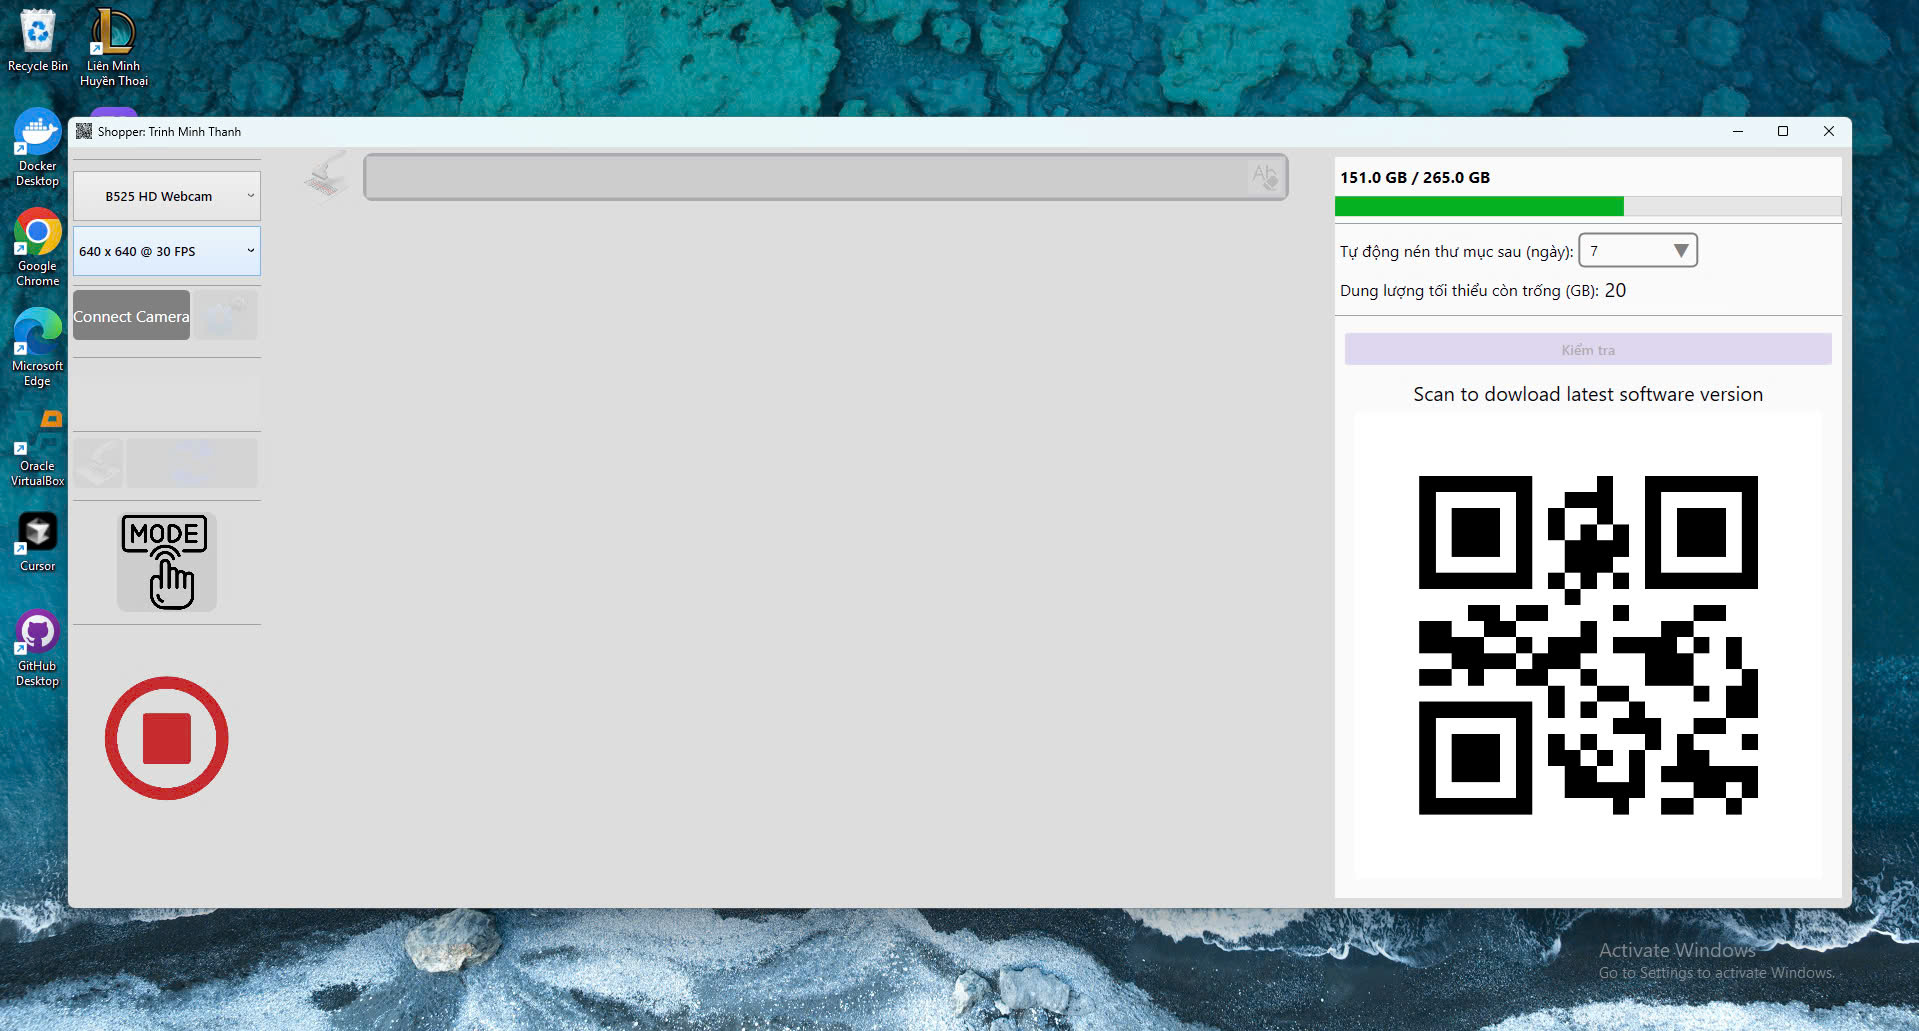 Recycle Bin
Liên Minh
Huyền Thoại
Docker
Desktop
Google
Chrome
Microsoft
Edge
Oracle
VirtualBox
Cursor
GitHub
Desktop
Shopper: Trinh Minh Thanh
B525 HD Webcam
640 x 640 @ 30 FPS
Connect Camera
MODE
Ab
151.0 GB / 265.0 GB
Tự động nén thư mục sau (ngày): 7
Dung lượng tối thiểu còn trống (GB): 20
Kiểm tra
Scan to dowload latest software version
Activate Windows
Go to Settings to activate Windows.